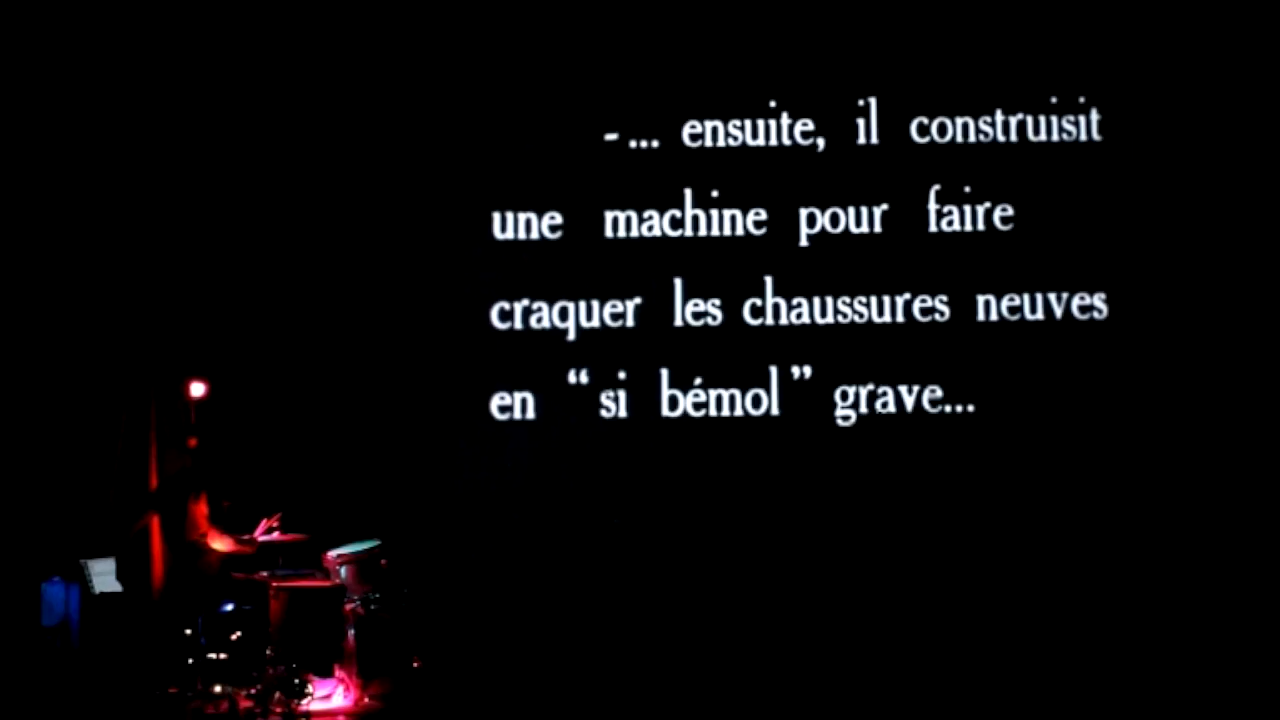 -... ensuite, il construisit
une machine pour faire
craquer les chaussures neuves
en “si bémol” grave...